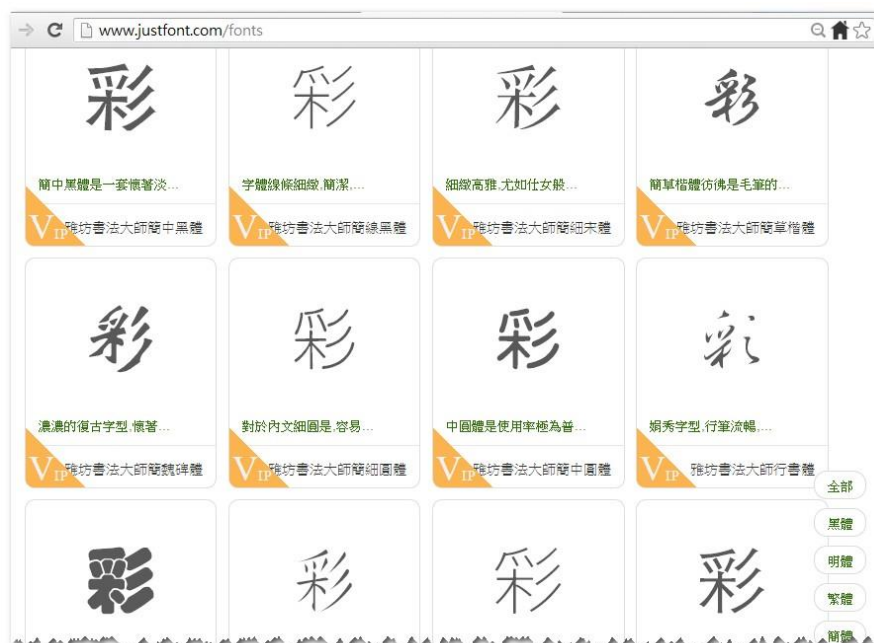 www.justfont.com/fonts
彩
彩
彩
彩
簡中黑體是一套懷著淡...
字體線條細緻,簡潔,...
細緻高雅,尤如仕女般...
簡草楷體彷彿是毛筆的...
VIP
雅坊書法大師簡中黑體
VIP
雅坊書法大師簡線黑體
VIP
雅坊書法大師簡細宋體
VIP
雅坊書法大師簡草楷體
彩
彩
彩
彩
濃濃的復古字型,懷著...
對於內文細圓是,容易...
中圓體是使用率極為普...
娟秀字型,行筆流暢,...
VIP
雅坊書法大師簡魏碑體
VIP
雅坊書法大師簡細圓體
VIP
雅坊書法大師簡中圓體
VIP
雅坊書法大師行書體
全部
黑體
明體
繁體
簡體
彩
彩
彩
彩